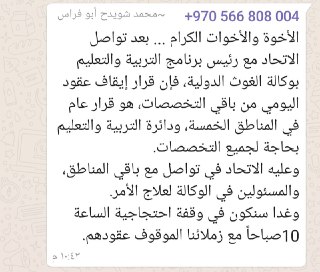 +970 566 808 004 ~محمد شويدح أبو فراس
الأخوة والأخوات الكرام ... بعد تواصل
الاتحاد مع رئيس برنامج التربية والتعليم
بوكالة الغوث الدولية، فإن قرار إيقاف عقود
اليومي من باقي التخصصات، هو قرار عام
في المناطق الخمسة، ودائرة التربية والتعليم
بحاجة لجميع التخصصات.
وعليه الاتحاد في تواصل مع باقي المناطق،
والمسئولين في الوكالة لعلاج الأمر.
وغدا سنكون في وقفة احتجاجية الساعة
10صباحاً مع زملائنا الموقوف عقودهم.
١٠:٤٣ م